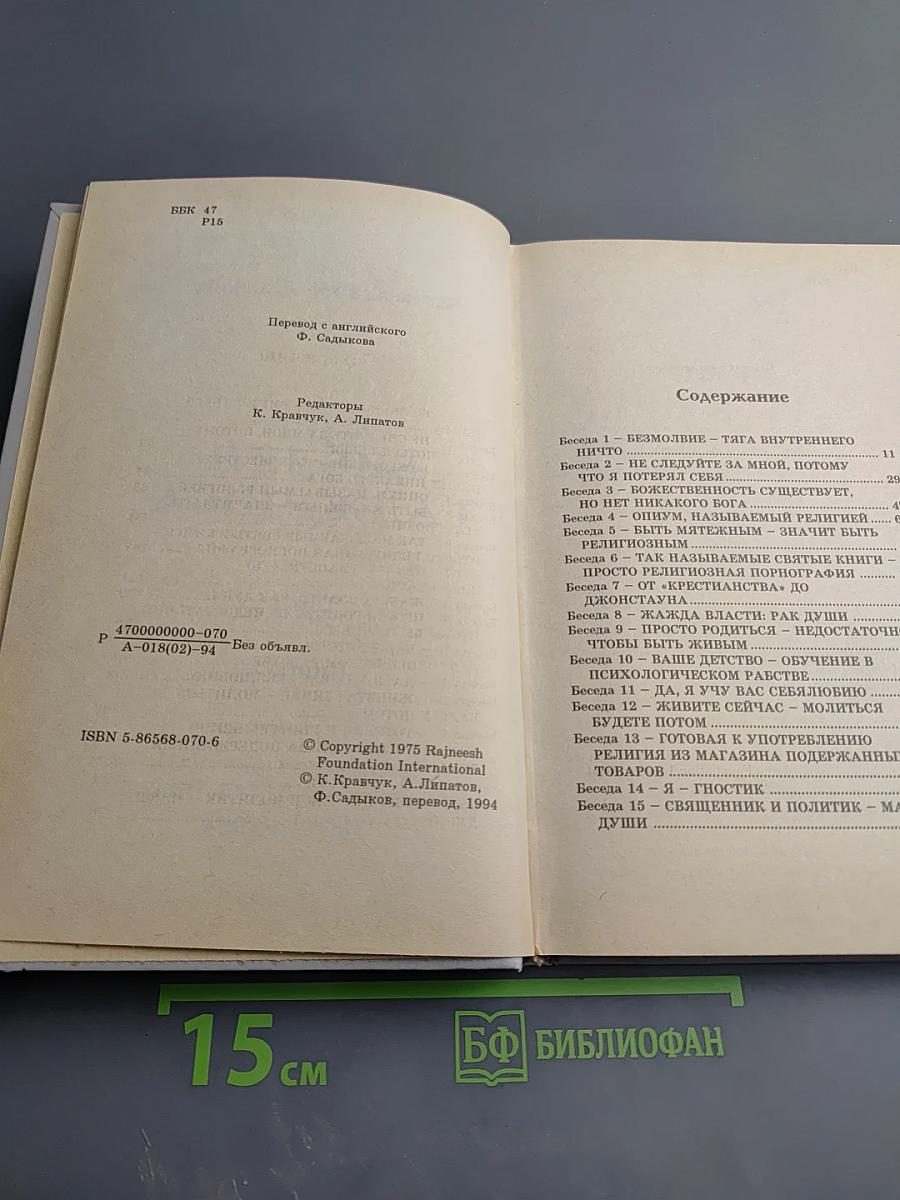 ББК 47
Р15
Перевод с английского
Ф. Садыкова
Редакторы
К. Кравчук, А. Липатов
Р 4700000000-070
А-018(02)-94 Без объявл.
ISBN 5-86568-070-6
© Copyright 1975 Rajneesh
Foundation International
© К.Кравчук, А.Липатов,
Ф.Садыков, перевод, 1994
Содержание
Беседа 1 – БЕЗМОЛВИЕ – ТЯГА ВНУТРЕННЕГО
НИЧТО ........ 11
Беседа 2 – НЕ СЛЕДУЙТЕ ЗА МНОЙ, ПОТОМУ
ЧТО Я ПОТЕРЯЛ СЕБЯ ........ 29
Беседа 3 – БОЖЕСТВЕННОСТЬ СУЩЕСТВУЕТ,
НО НЕТ НИКАКОГО БОГА ........
Беседа 4 – ОПИУМ, НАЗЫВАЕМЫЙ РЕЛИГИЕЙ .....
Беседа 5 – БЫТЬ МЯТЕЖНЫМ – ЗНАЧИТ БЫТЬ
РЕЛИГИОЗНЫМ ........
Беседа 6 – ТАК НАЗЫВАЕМЫЕ СВЯТЫЕ КНИГИ –
ПРОСТО РЕЛИГИОЗНАЯ ПОРНОГРАФИЯ ........
Беседа 7 – ОТ «КРЕСТИАНСТВА» ДО
ДЖОНСТАУНА ........
Беседа 8 – ЖАЖДА ВЛАСТИ: РАК ДУШИ ........
Беседа 9 – ПРОСТО РОДИТЬСЯ – НЕДОСТАТОЧНО
ЧТОБЫ БЫТЬ ЖИВЫМ ........
Беседа 10 – ВАШЕ ДЕТСТВО – ОБУЧЕНИЕ В
ПСИХОЛОГИЧЕСКОМ РАБСТВЕ ........
Беседа 11 – ДА, Я УЧУ ВАС СЕБЯЛЮБИЮ ........
Беседа 12 – ЖИВИТЕ СЕЙЧАС – МОЛИТЬСЯ
БУДЕТЕ ПОТОМ ........
Беседа 13 – ГОТОВАЯ К УПОТРЕБЛЕНИЮ
РЕЛИГИЯ ИЗ МАГАЗИНА ПОДЕРЖАННЫ
ТОВАРОВ ........
Беседа 14 – Я – ГНОСТИК ........
Беседа 15 – СВЯЩЕННИК И ПОЛИТИК – МА
ДУШИ ........
15 см
БФ БИБЛИОФАН